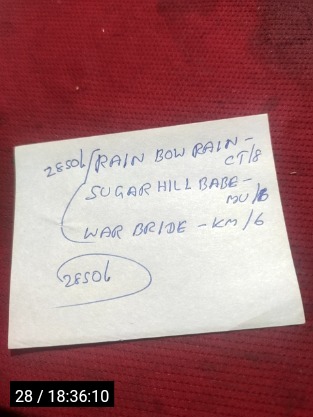 28506 RAIN BOW RAIN -
CT/8
SUGAR HILL BABE -
MU/8
WAR BRIDE - KM/6
28506
28 / 18:36:10